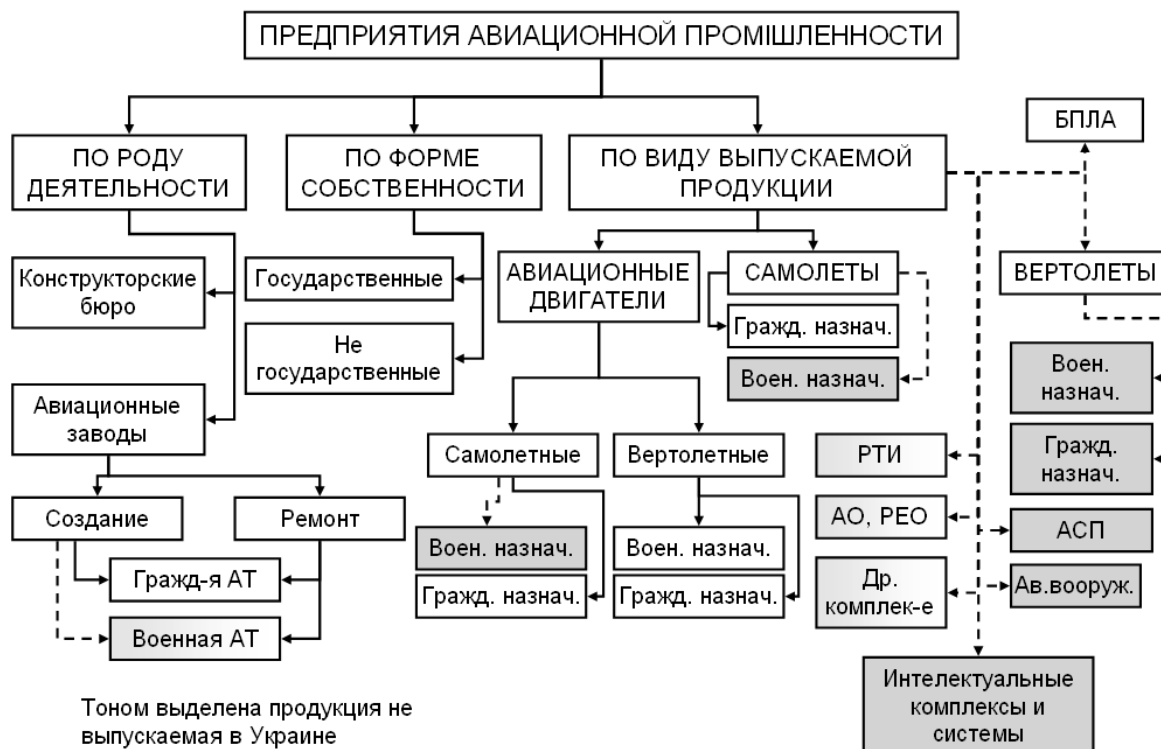 ПРЕДПРИЯТИЯ АВИАЦИОННОЙ ПРОМІШЛЕННОСТИ
БПЛА
ПО РОДУ
ДЕЯТЕЛЬНОСТИ
ПО ФОРМЕ
СОБСТВЕННОСТИ
ПО ВИДУ ВЫПУСКАЕМОЙ
ПРОДУКЦИИ
Конструкторские
бюро
Государственные
АВИАЦИОННЫЕ
ДВИГАТЕЛИ
САМОЛЕТЫ
ВЕРТОЛЕТЫ
Гражд. назнач.
Не
государственные
Воен. назнач.
Воен.
назнач.
Авиационные
заводы
Самолетные
Вертолетные
РТИ
Гражд.
назнач.
Создание
Ремонт
АО, РЕО
АСП
Воен. назнач.
Воен. назнач.
Гражд-я АТ
Гражд. назнач.
Гражд. назнач.
Др.
комплек-е
Ав.вооруж.
Военная АТ
Интелектуальные
комплексы и
системы
Тоном выделена продукция не
выпускаемая в Украине